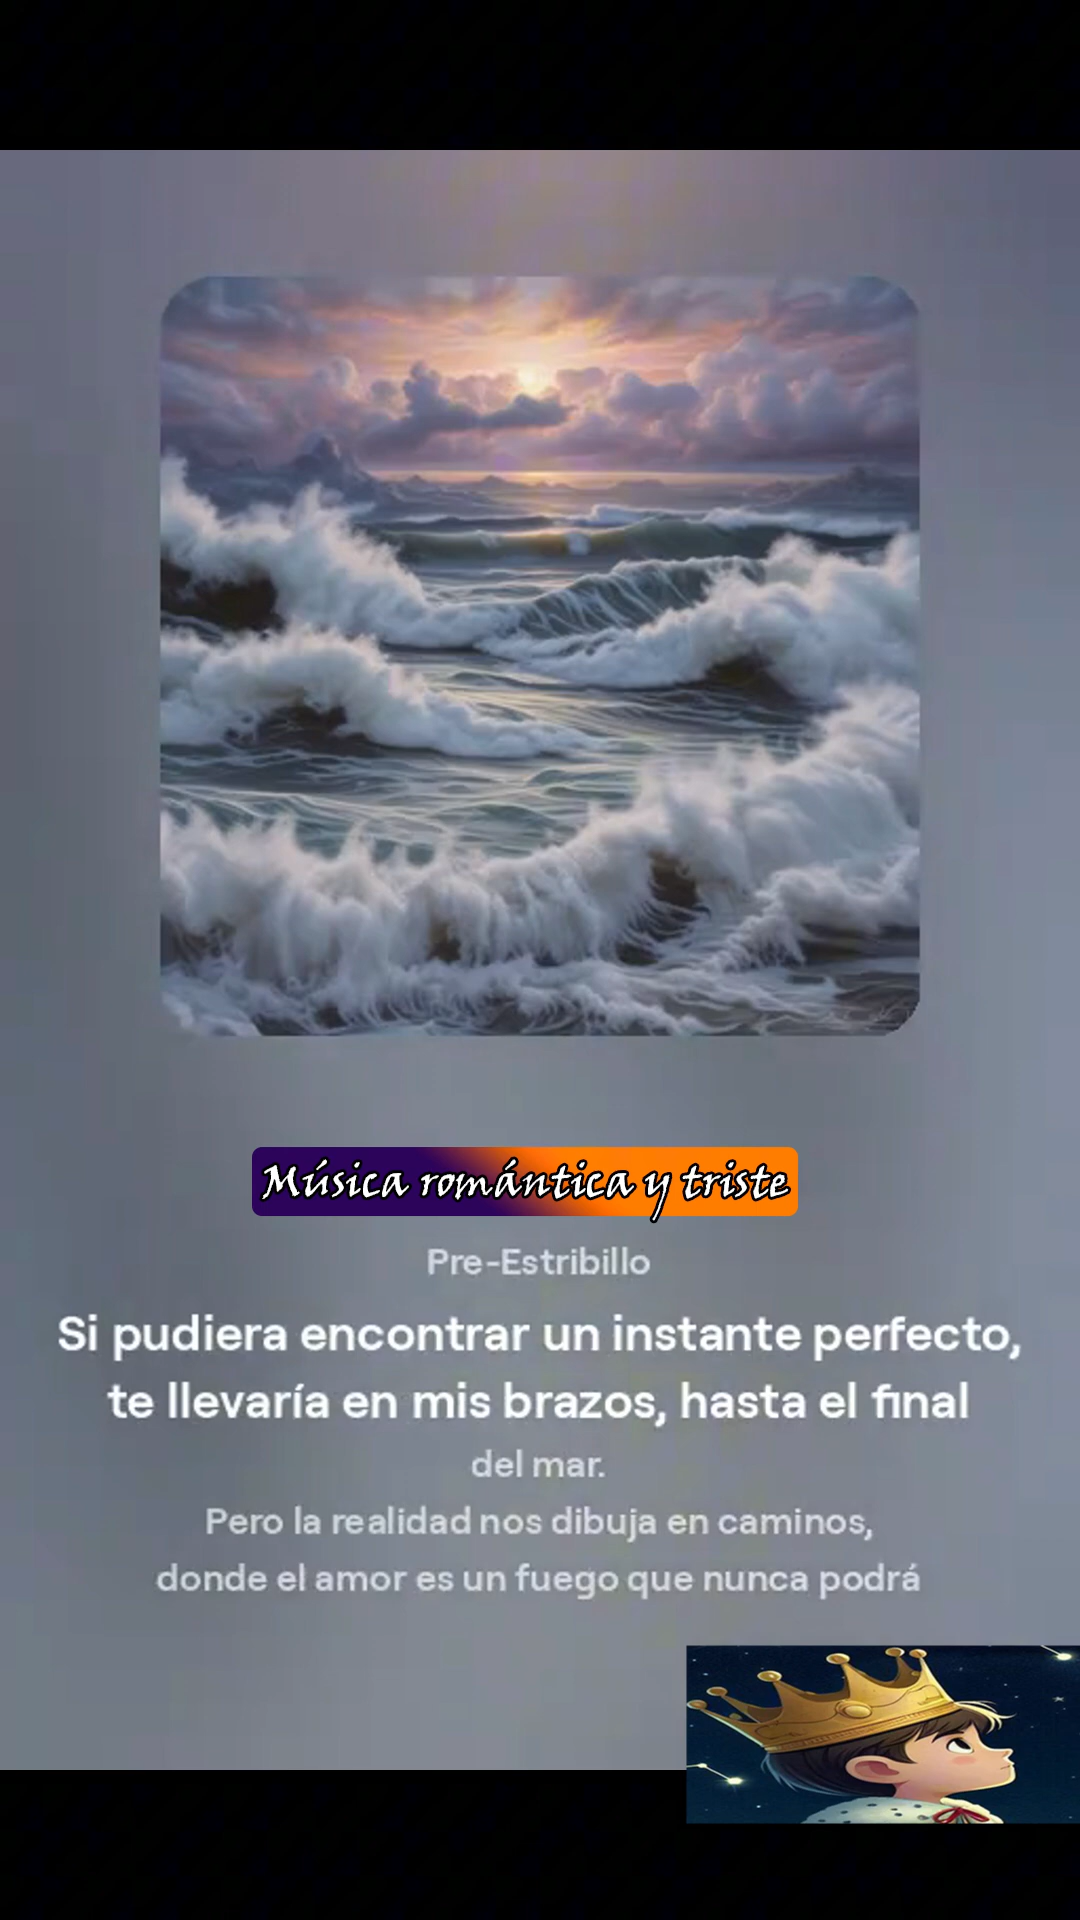 Música romántica y triste
Pre-Estribillo
Si pudiera encontrar un instante perfecto,
te llevaría en mis brazos, hasta el final
del mar.
Pero la realidad nos dibuja en caminos,
donde el amor es un fuego que nunca podrá